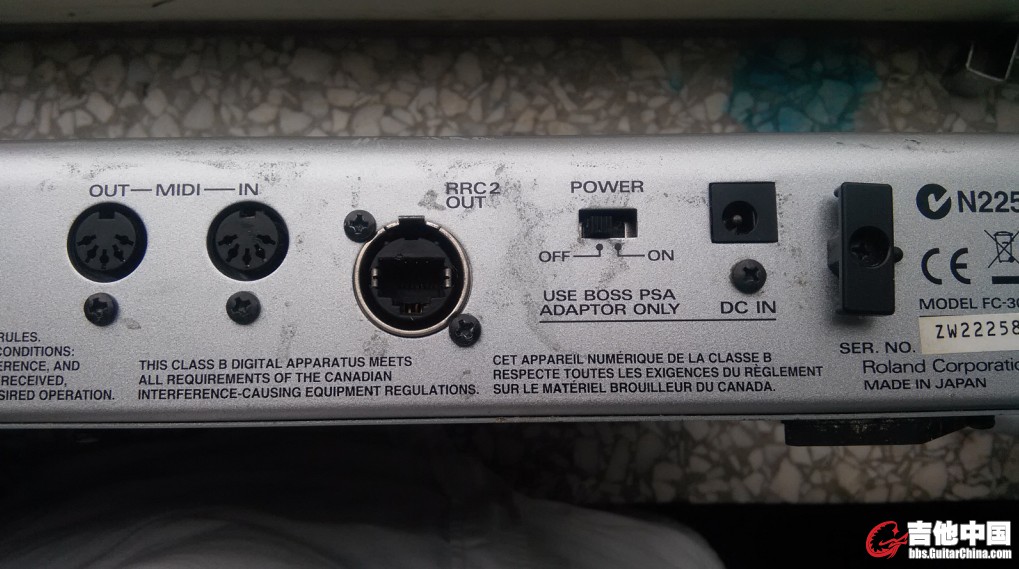 OUT—MIDI—IN
RRC2
OUT
POWER
OFF
ON
USE BOSS PSA
ADAPTOR ONLY
DC IN
N225
CE
MODEL FC-30
SER. NO.
ZW22258
Roland Corporatio
MADE IN JAPAN
RULES.
CONDITIONS:
ERENCE, AND
RECEIVED,
SIRED OPERATION.
THIS CLASS B DIGITAL APPARATUS MEETS
ALL REQUIREMENTS OF THE CANADIAN
INTERFERENCE-CAUSING EQUIPMENT REGULATIONS.
CET APPAREIL NUMÉRIQUE DE LA CLASSE B
RESPECTE TOUTES LES EXIGENCES DU RÈGLEMENT
SUR LE MATÉRIEL BROUILLEUR DU CANADA.
吉他中国
bbs.GuitarChina.com